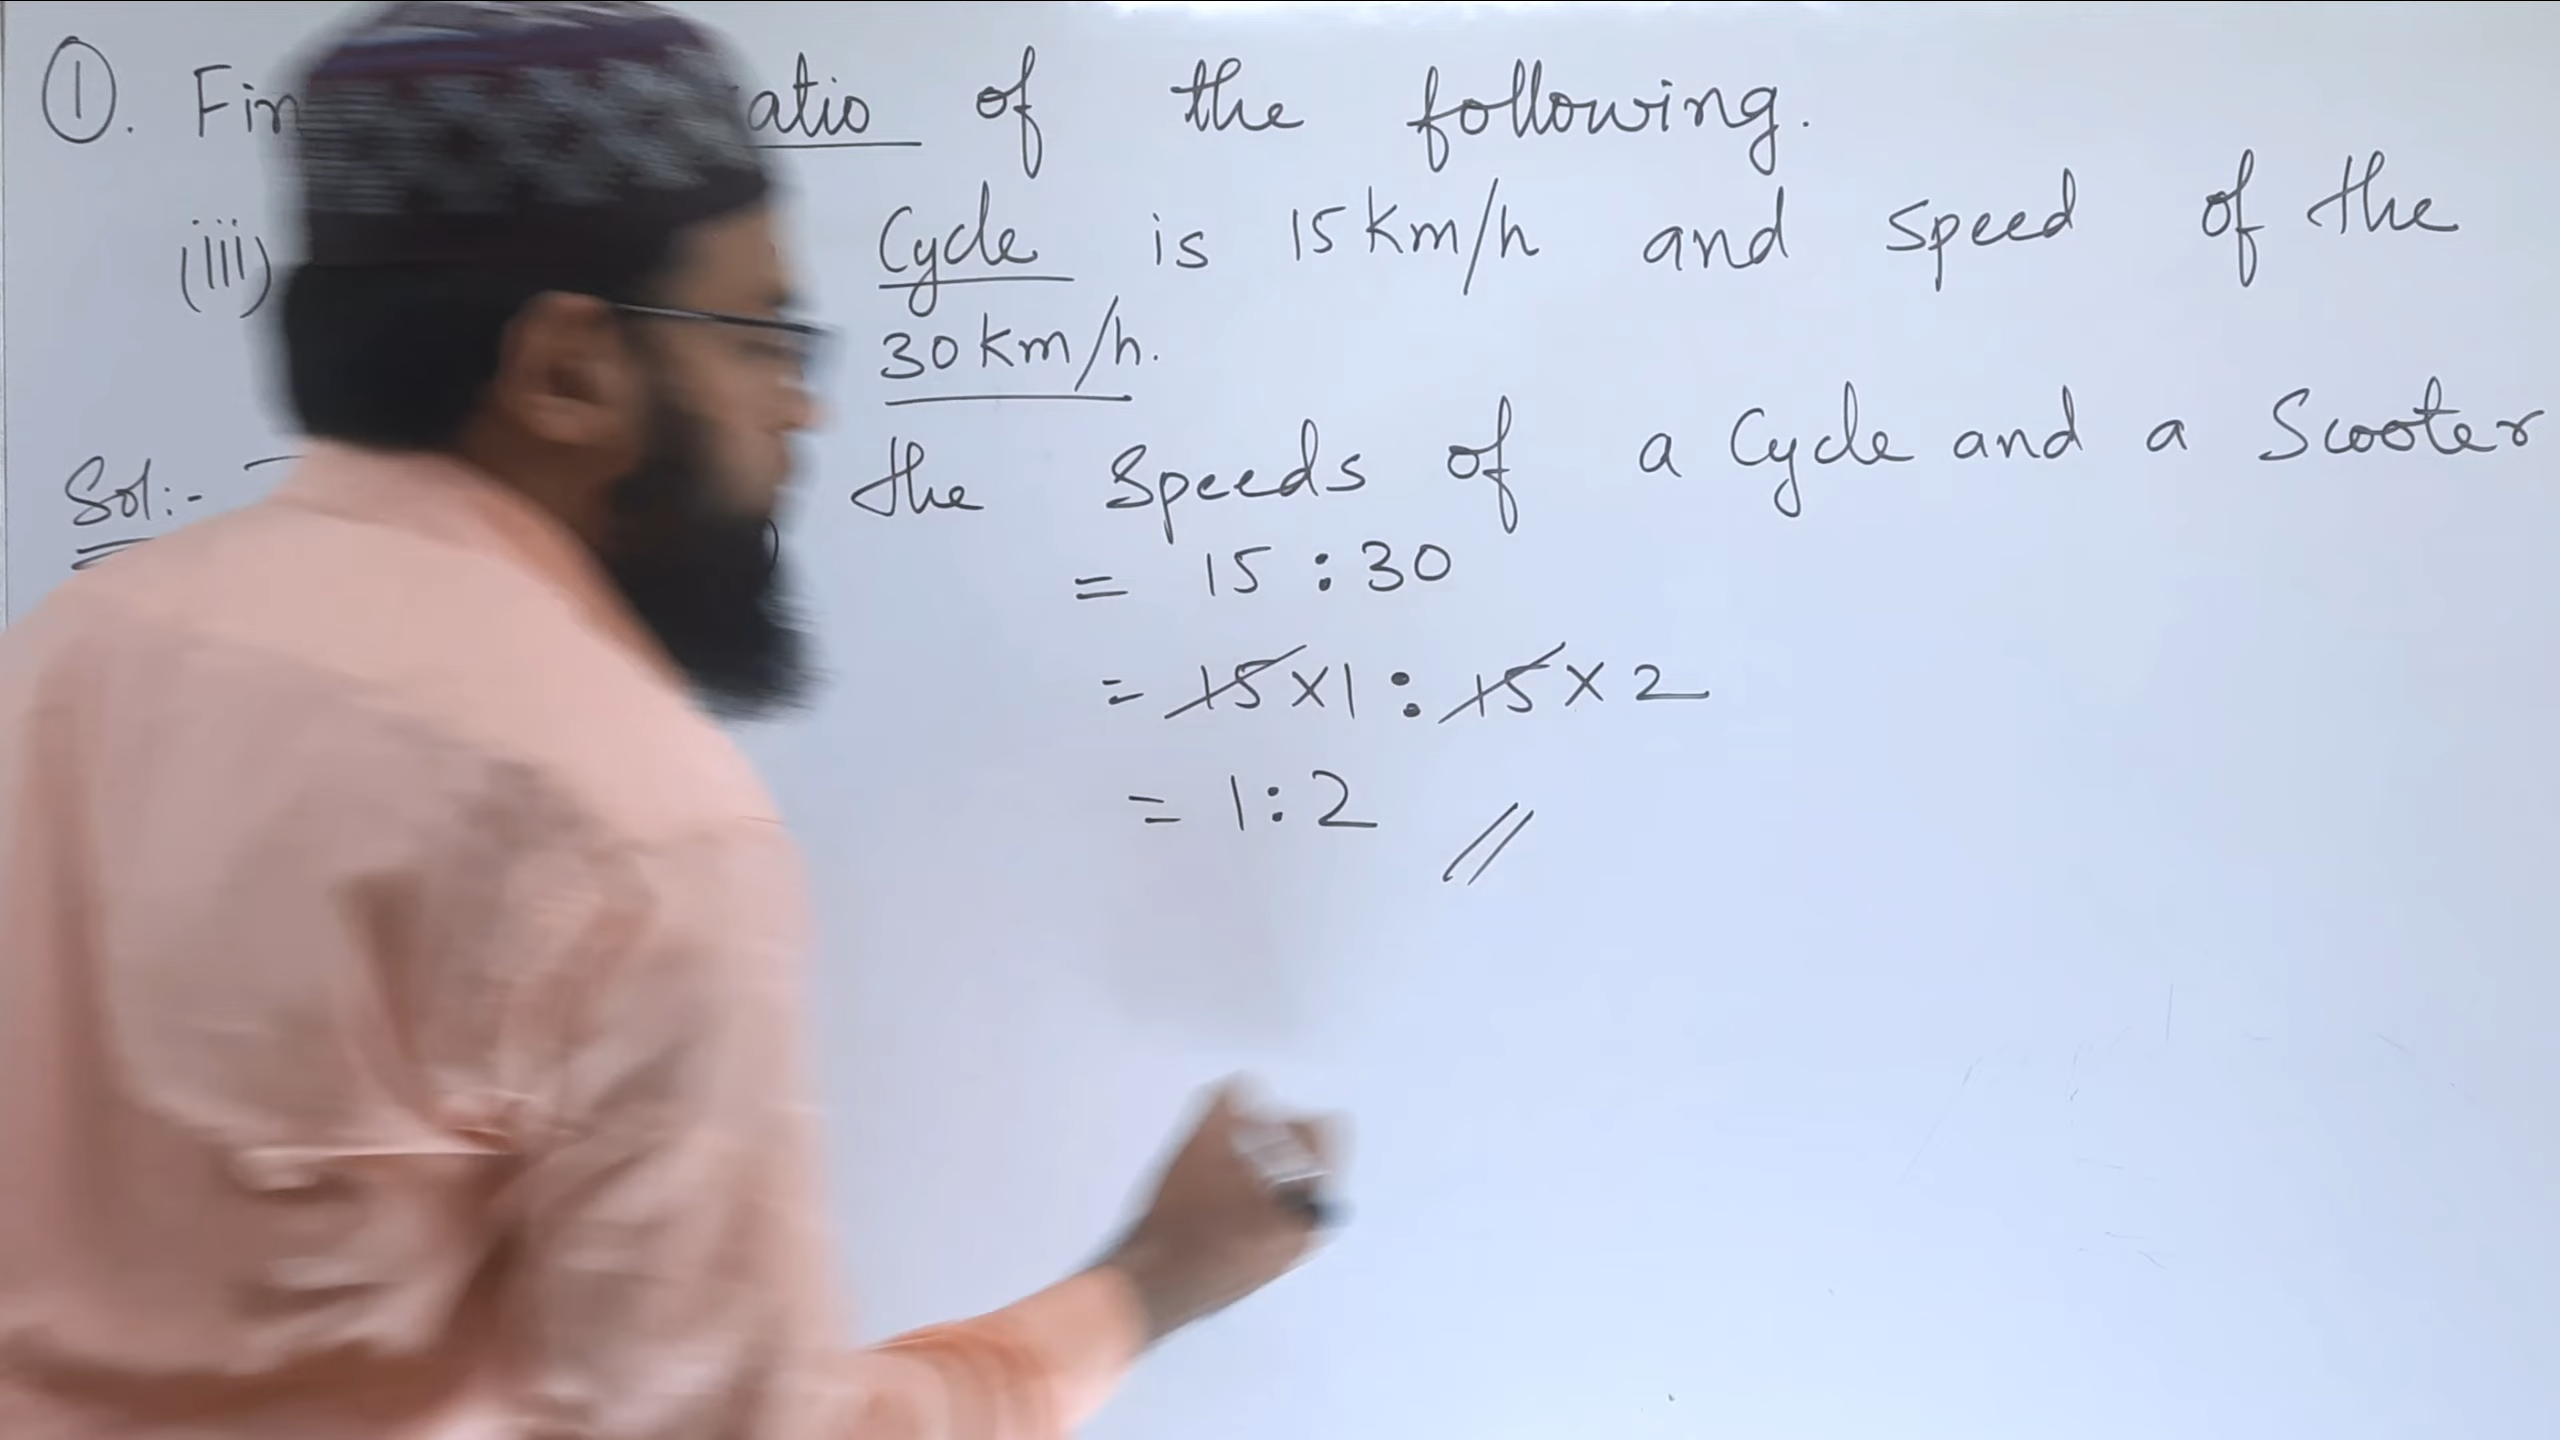 ①. Fin atio of the following.
(iii) Cycle is 15 km/h and speed of the
30 km/h.
Sol:- the speeds of a Cycle and a Scooter
= 15 : 30
= 15 × 1 : 15 × 2
= 1 : 2 //